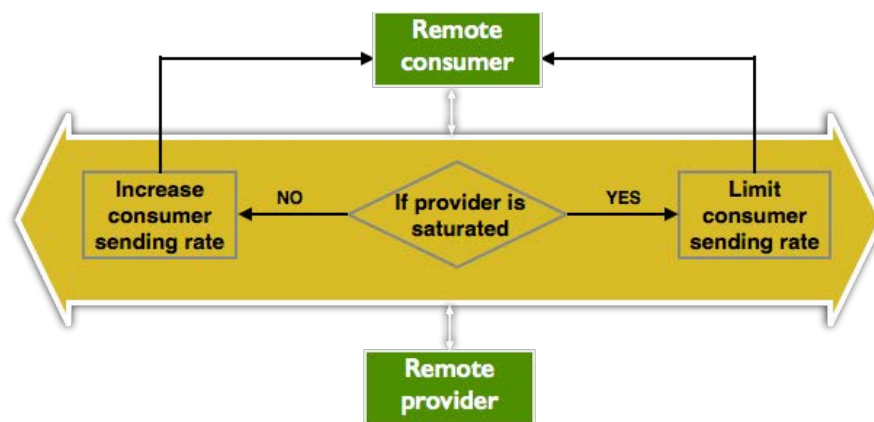 Remote
consumer
Increase
consumer
sending rate
NO
If provider is
saturated
YES
Limit
consumer
sending rate
Remote
provider